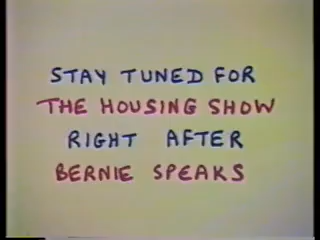 STAY TUNED FOR
THE HOUSING SHOW
RIGHT AFTER
BERNIE SPEAKS